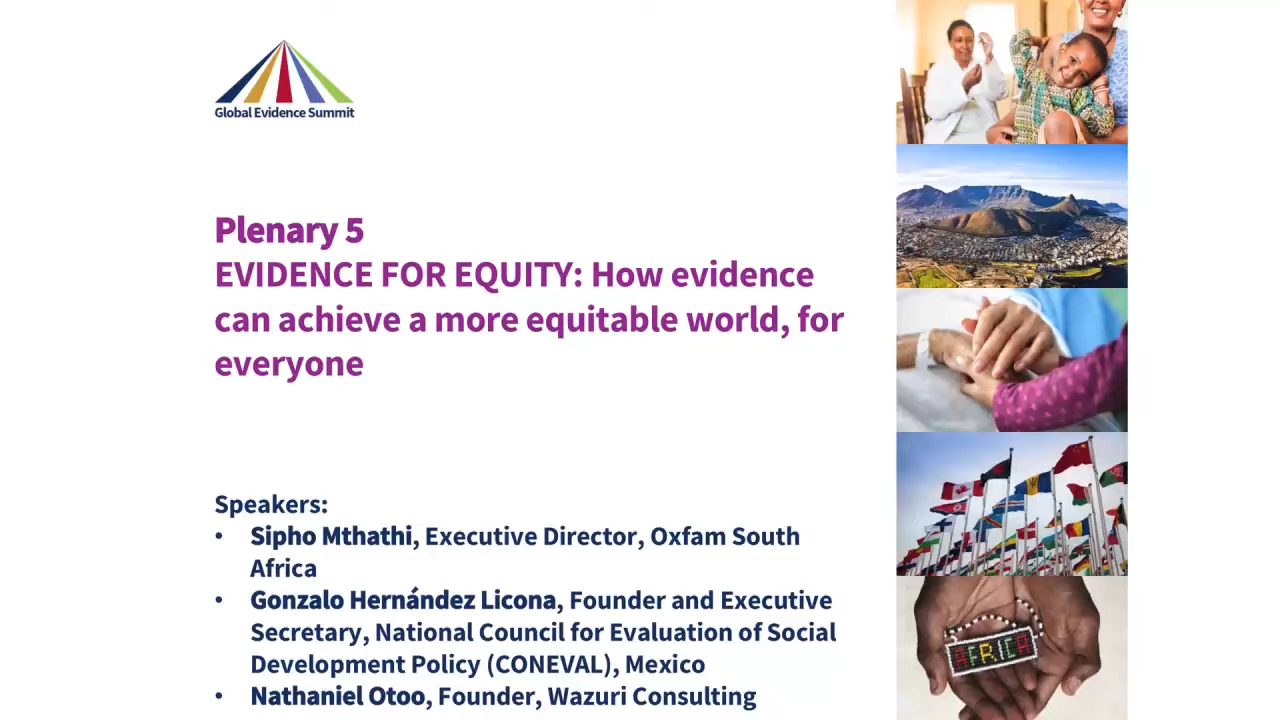 Global Evidence Summit
Plenary 5
EVIDENCE FOR EQUITY: How evidence
can achieve a more equitable world, for
everyone
Speakers:
• Sipho Mthathi, Executive Director, Oxfam South
Africa
• Gonzalo Hernández Licona, Founder and Executive
Secretary, National Council for Evaluation of Social
Development Policy (CONEVAL), Mexico
• Nathaniel Otoo, Founder, Wazuri Consulting
AFRICA